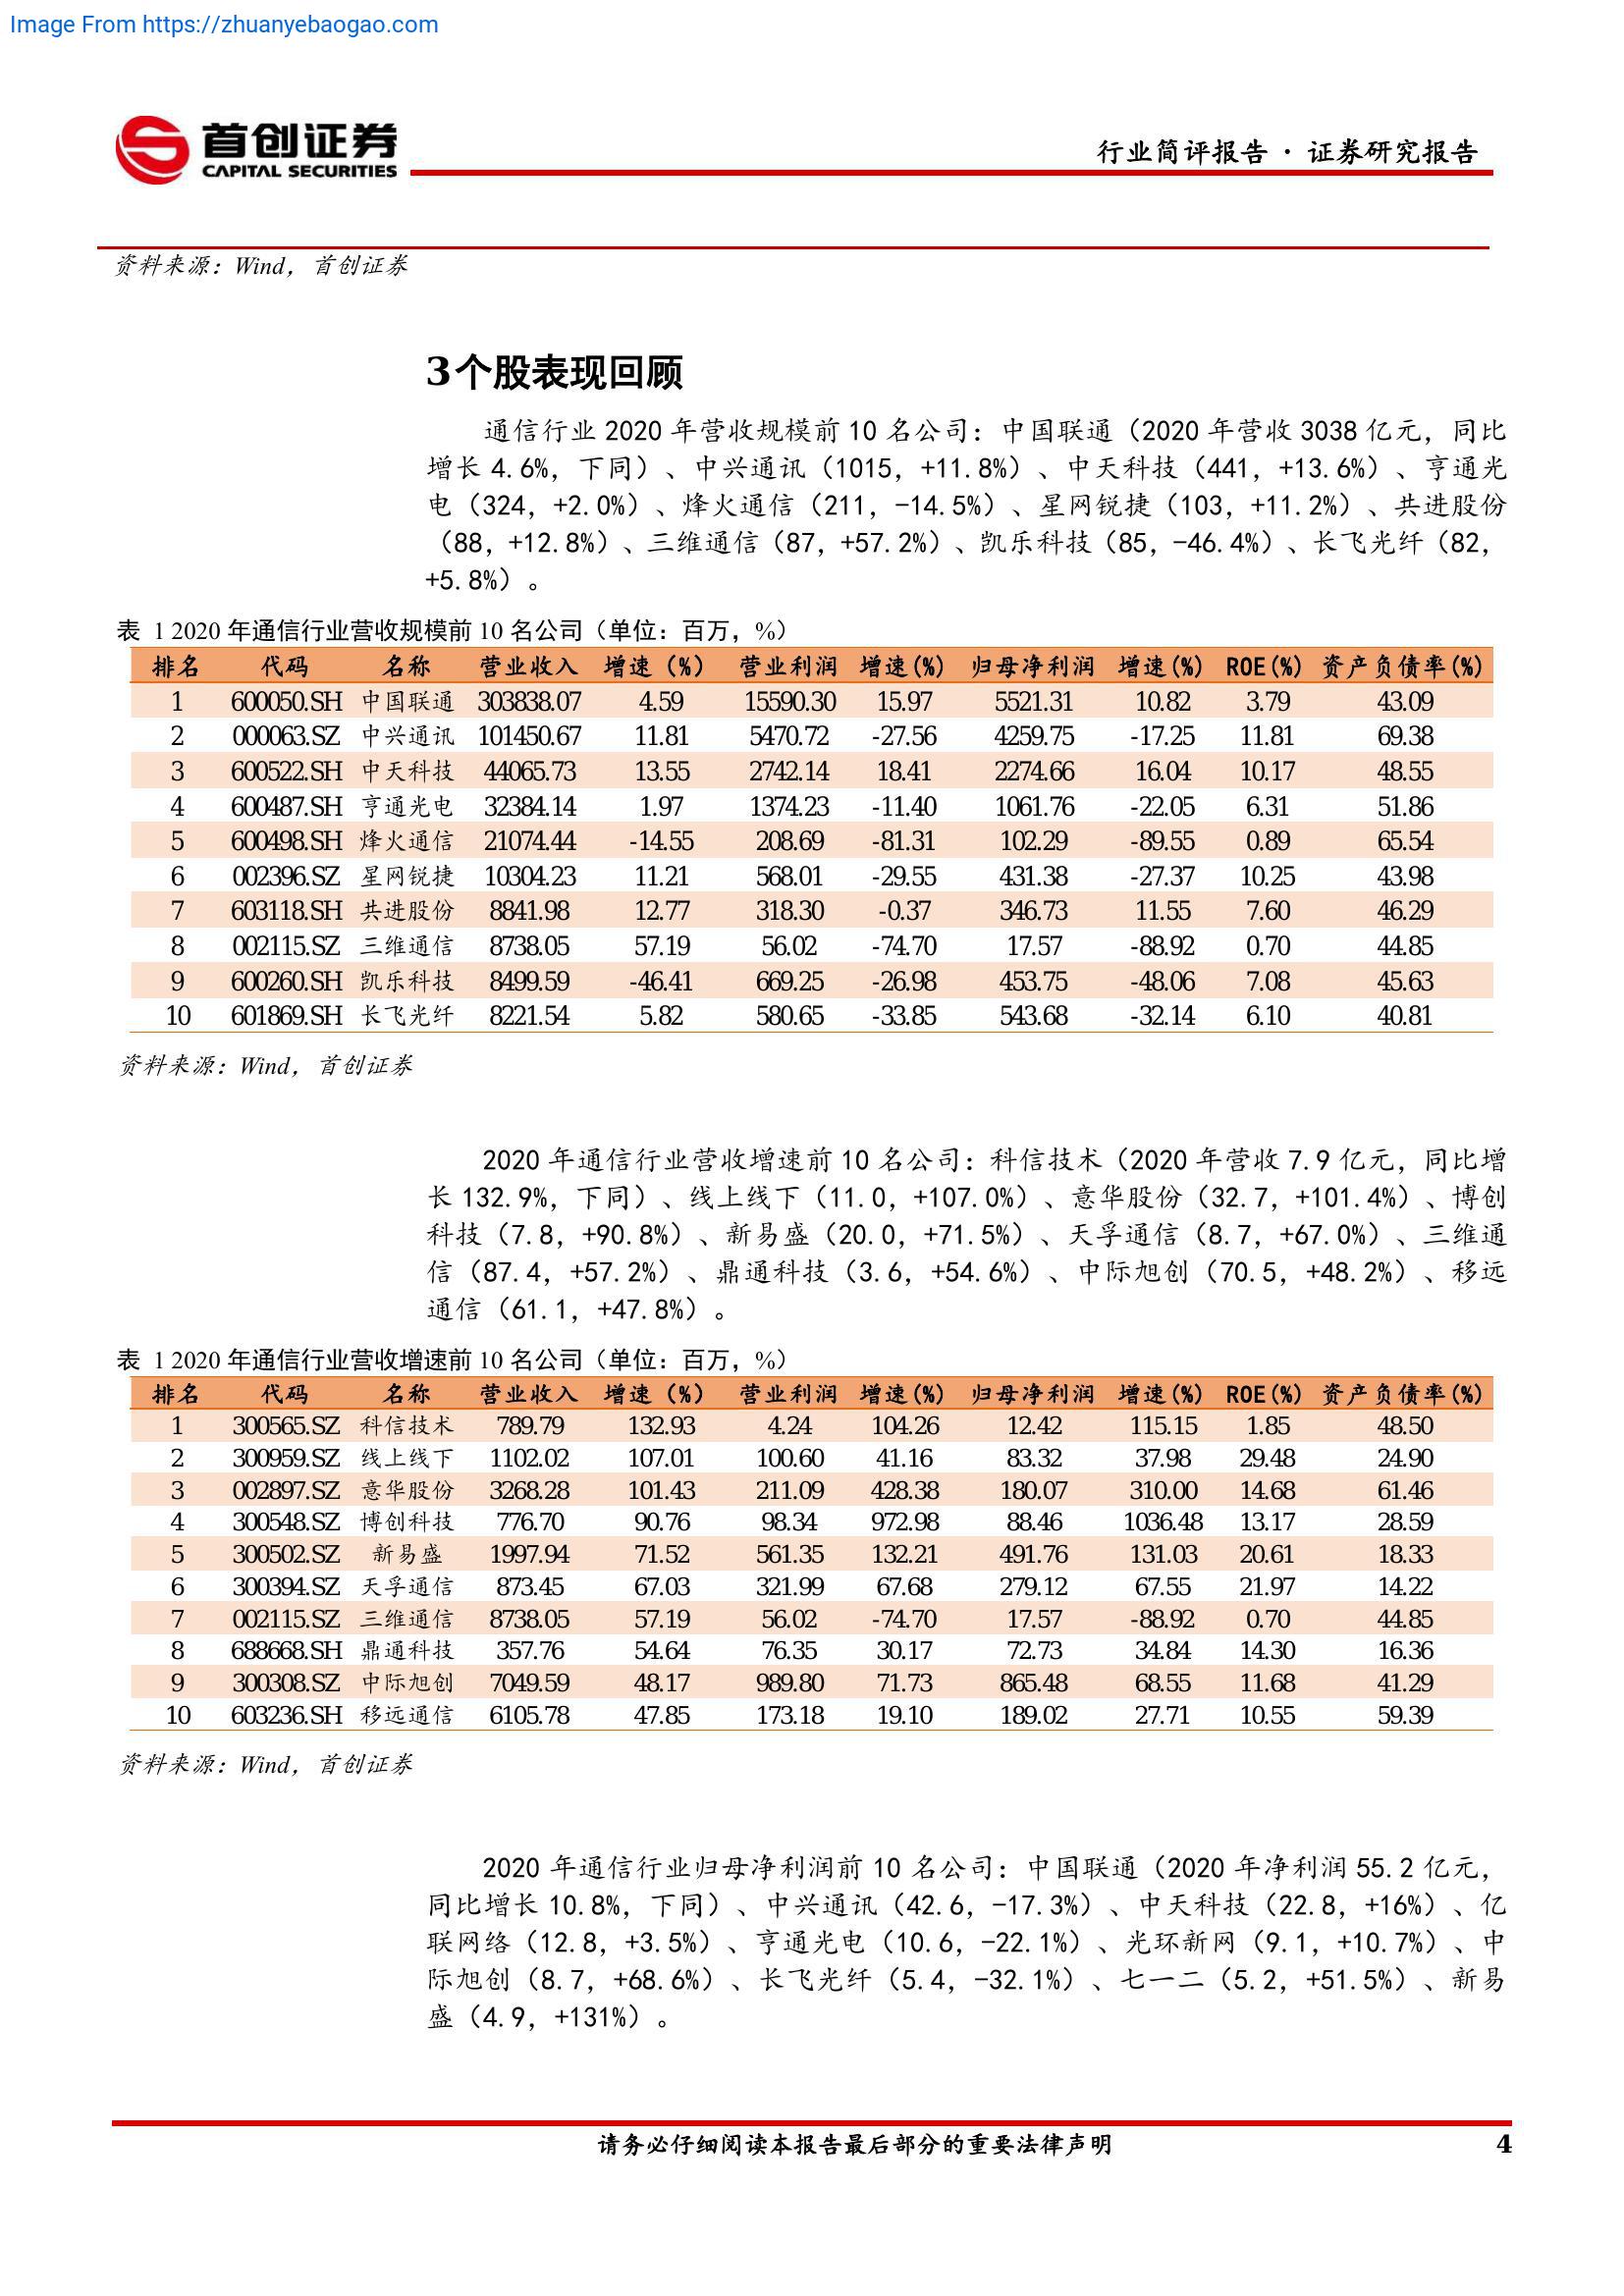 Image From https://zhuanyebaogao.com
首创证券
CAPITAL SECURITIES
行业简评报告 · 证券研究报告
资料来源：Wind，首创证券
3个股表现回顾
通信行业 2020 年营收规模前 10 名公司：中国联通（2020 年营收 3038 亿元，同比
增长 4.6%，下同）、中兴通讯（1015，+11.8%）、中天科技（441，+13.6%）、亨通光
电（324，+2.0%）、烽火通信（211，-14.5%）、星网锐捷（103，+11.2%）、共进股份
（88，+12.8%）、三维通信（87，+57.2%）、凯乐科技（85，-46.4%）、长飞光纤（82，
+5.8%）。
表 1 2020 年通信行业营收规模前 10 名公司（单位：百万，%）
排名 代码 名称 营业收入 增速（%） 营业利润 增速(%) 归母净利润 增速(%) ROE(%) 资产负债率(%)
1 600050.SH 中国联通 303838.07 4.59 15590.30 15.97 5521.31 10.82 3.79 43.09
2 000063.SZ 中兴通讯 101450.67 11.81 5470.72 -27.56 4259.75 -17.25 11.81 69.38
3 600522.SH 中天科技 44065.73 13.55 2742.14 18.41 2274.66 16.04 10.17 48.55
4 600487.SH 亨通光电 32384.14 1.97 1374.23 -11.40 1061.76 -22.05 6.31 51.86
5 600498.SH 烽火通信 21074.44 -14.55 208.69 -81.31 102.29 -89.55 0.89 65.54
6 002396.SZ 星网锐捷 10304.23 11.21 568.01 -29.55 431.38 -27.37 10.25 43.98
7 603118.SH 共进股份 8841.98 12.77 318.30 -0.37 346.73 11.55 7.60 46.29
8 002115.SZ 三维通信 8738.05 57.19 56.02 -74.70 17.57 -88.92 0.70 44.85
9 600260.SH 凯乐科技 8499.59 -46.41 669.25 -26.98 453.75 -48.06 7.08 45.63
10 601869.SH 长飞光纤 8221.54 5.82 580.65 -33.85 543.68 -32.14 6.10 40.81
资料来源：Wind，首创证券
2020 年通信行业营收增速前 10 名公司：科信技术（2020 年营收 7.9 亿元，同比增
长 132.9%，下同）、线上线下（11.0，+107.0%）、意华股份（32.7，+101.4%）、博创
科技（7.8，+90.8%）、新易盛（20.0，+71.5%）、天孚通信（8.7，+67.0%）、三维通
信（87.4，+57.2%）、鼎通科技（3.6，+54.6%）、中际旭创（70.5，+48.2%）、移远
通信（61.1，+47.8%）。
表 1 2020 年通信行业营收增速前 10 名公司（单位：百万，%）
排名 代码 名称 营业收入 增速（%） 营业利润 增速(%) 归母净利润 增速(%) ROE(%) 资产负债率(%)
1 300565.SZ 科信技术 789.79 132.93 4.24 104.26 12.42 115.15 1.85 48.50
2 300959.SZ 线上线下 1102.02 107.01 100.60 41.16 83.32 37.98 29.48 24.90
3 002897.SZ 意华股份 3268.28 101.43 211.09 428.38 180.07 310.00 14.68 61.46
4 300548.SZ 博创科技 776.70 90.76 98.34 972.98 88.46 1036.48 13.17 28.59
5 300502.SZ 新易盛 1997.94 71.52 561.35 132.21 491.76 131.03 20.61 18.33
6 300394.SZ 天孚通信 873.45 67.03 321.99 67.68 279.12 67.55 21.97 14.22
7 002115.SZ 三维通信 8738.05 57.19 56.02 -74.70 17.57 -88.92 0.70 44.85
8 688668.SH 鼎通科技 357.76 54.64 76.35 30.17 72.73 34.84 14.30 16.36
9 300308.SZ 中际旭创 7049.59 48.17 989.80 71.73 865.48 68.55 11.68 41.29
10 603236.SH 移远通信 6105.78 47.85 173.18 19.10 189.02 27.71 10.55 59.39
资料来源：Wind，首创证券
2020 年通信行业归母净利润前 10 名公司：中国联通（2020 年净利润 55.2 亿元，
同比增长 10.8%，下同）、中兴通讯（42.6，-17.3%）、中天科技（22.8，+16%）、亿
联网络（12.8，+3.5%）、亨通光电（10.6，-22.1%）、光环新网（9.1，+10.7%）、中
际旭创（8.7，+68.6%）、长飞光纤（5.4，-32.1%）、七一二（5.2，+51.5%）、新易
盛（4.9，+131%）。
请务必仔细阅读本报告最后部分的重要法律声明 4